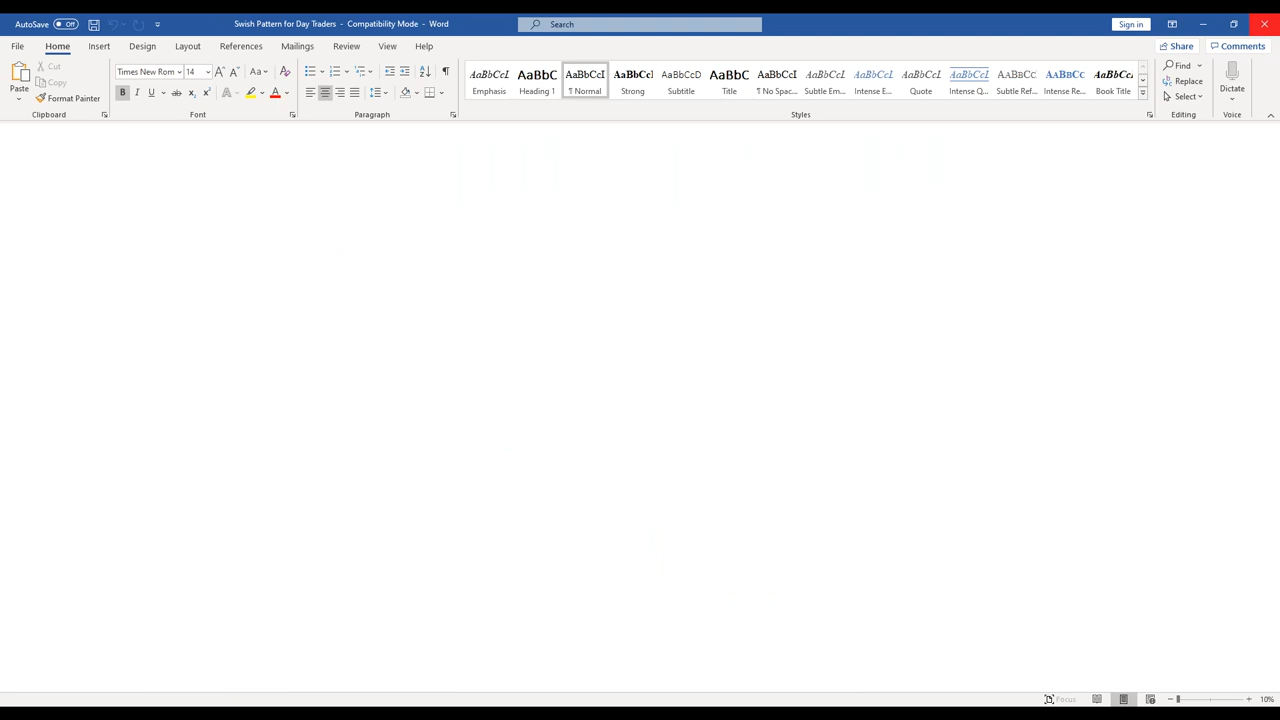 AutoSave Off Swish Pattern for Day Traders - Compatibility Mode - Word Search Sign in
File Home Insert Design Layout References Mailings Review View Help Share Comments
Paste Cut Copy Format Painter Clipboard
Times New Rom 14 Aa Font
Paragraph
AaBbCcI AaBbC AaBbCcI AaBbCcI AaBbCcD AaBbC AaBbCcI AaBbCcI AaBbCcI AaBbCcI AaBbCcI AaBbCc AaBbCc AaBbCc
Emphasis Heading 1 ¶ Normal Strong Subtitle Title ¶ No Spac... Subtle Em... Intense E... Quote Intense Q... Subtle Ref... Intense Re... Book Title
Styles
Find Replace Select Editing
Dictate Voice
Focus 10%